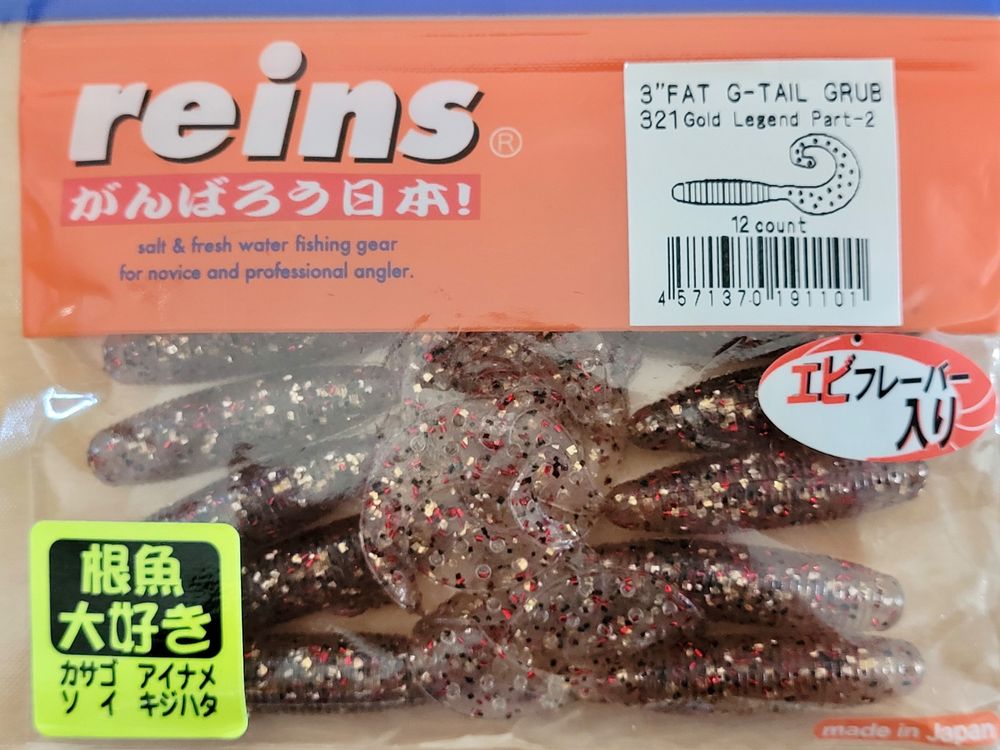 reins®
がんばろう日本!
salt & fresh water fishing gear
for novice and professional angler.
3"FAT G-TAIL GRUB
321 Gold Legend Part-2
12 count
4 571370 191101
エビフレーバー
入り
根魚
大好き
カサゴ アイナメ
ソイ キジハタ
made in Japan